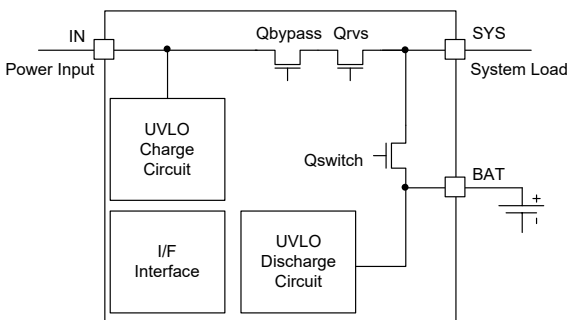 IN
Power Input
Qbypass
Qrvs
SYS
System Load
UVLO
Charge
Circuit
Qswitch
BAT
+
-
I/F
Interface
UVLO
Discharge
Circuit